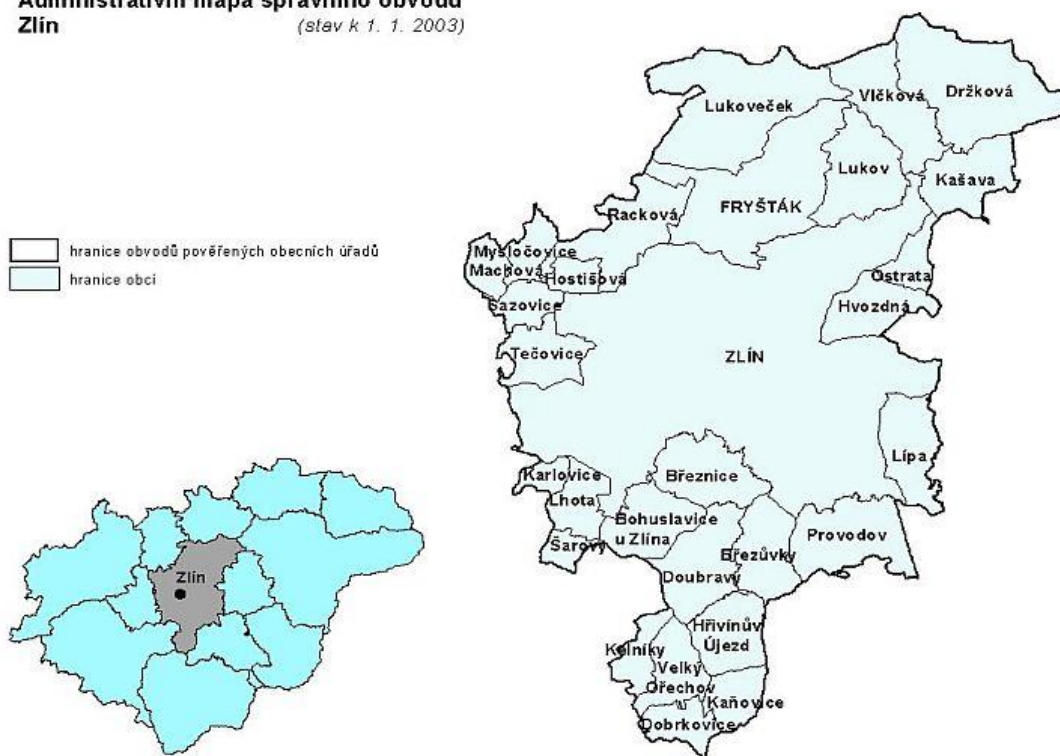 Administrativní mapa správního obvodu
Zlín (stav k 1. 1. 2003)
hranice obvodů pověřených obecních úřadů
hranice obcí
Lukoveček
Vlčková
Držková
Lukov
Kašava
FRYŠTÁK
Racková
Mysločovice
Machová
Hostišová
Sazovice
Ostrata
Hvozdná
Tečovice
ZLÍN
Lípa
Karlovice
Březnice
Lhota
Bohuslavice
u Zlína
Provodov
Šarovy
Březůvky
Doubravy
Hřivínův
Újezd
Kelníky
Velký
Ořechov
Kaňovice
Dobrkovice
Zlín